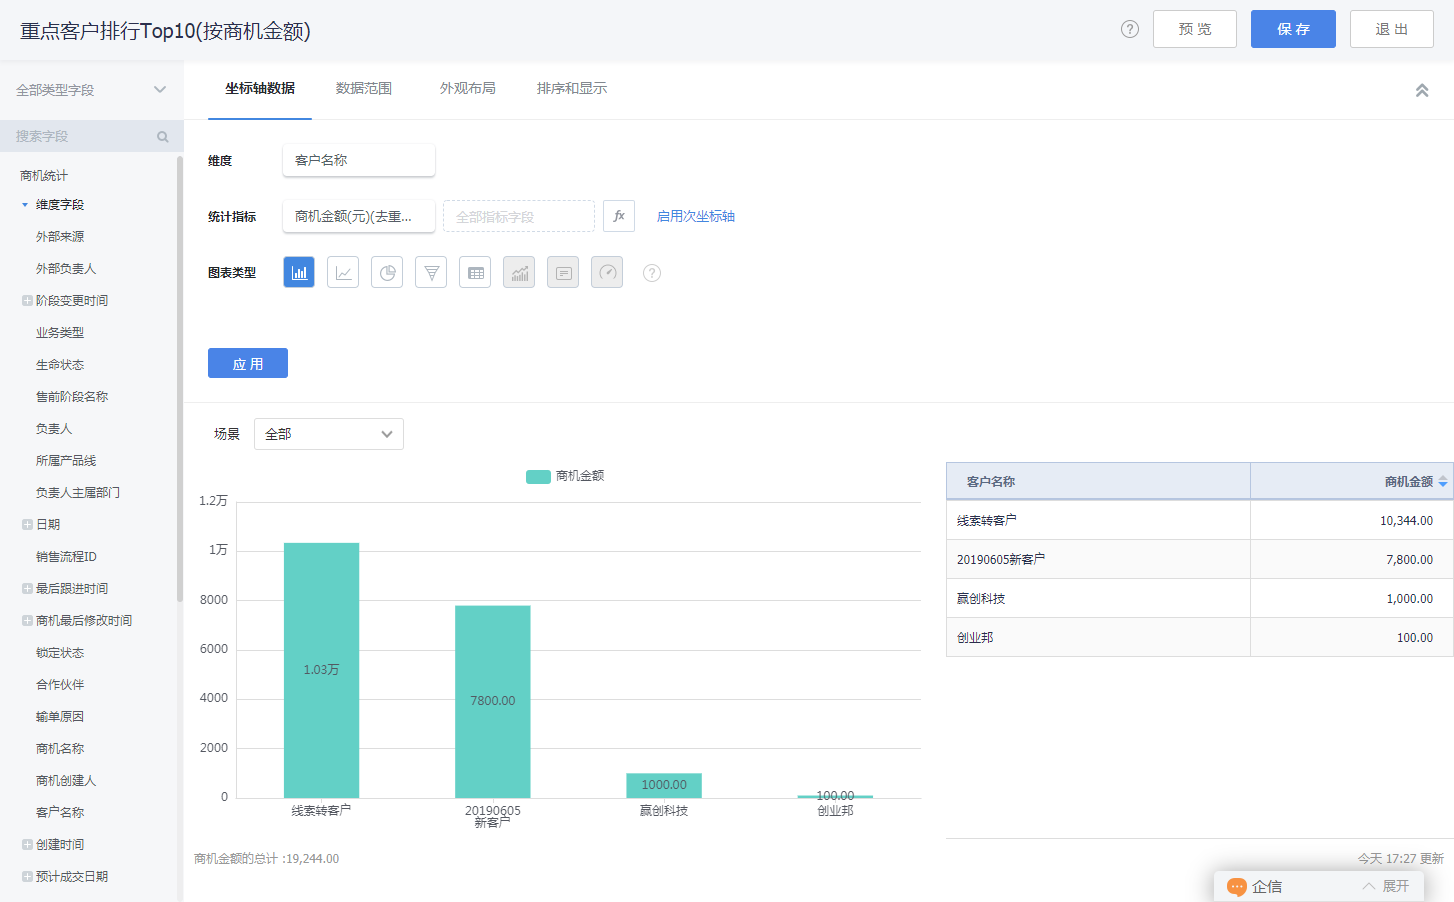 重点客户排行Top10(按商机金额)
?
预 览
保 存
退 出
全部类型字段
坐标轴数据
数据范围
外观布局
排序和显示
搜索字段
商机统计
维度字段
外部来源
外部负责人
阶段变更时间
业务类型
生命状态
售前阶段名称
负责人
所属产品线
负责人主属部门
日期
销售流程ID
最后跟进时间
商机最后修改时间
锁定状态
合作伙伴
输单原因
商机名称
商机创建人
客户名称
创建时间
预计成交日期
维度
客户名称
统计指标
商机金额(元)(去重...
全部指标字段
fx
启用次坐标轴
图表类型
?
应 用
场景
全部
商机金额
1.2万
1万
8000
6000
4000
2000
0
1.03万
7800.00
1000.00
100.00
线索转客户
20190605
新客户
赢创科技
创业邦
客户名称
商机金额
线索转客户
10,344.00
20190605新客户
7,800.00
赢创科技
1,000.00
创业邦
100.00
商机金额的总计 :19,244.00
今天 17:27 更新
企信
展开